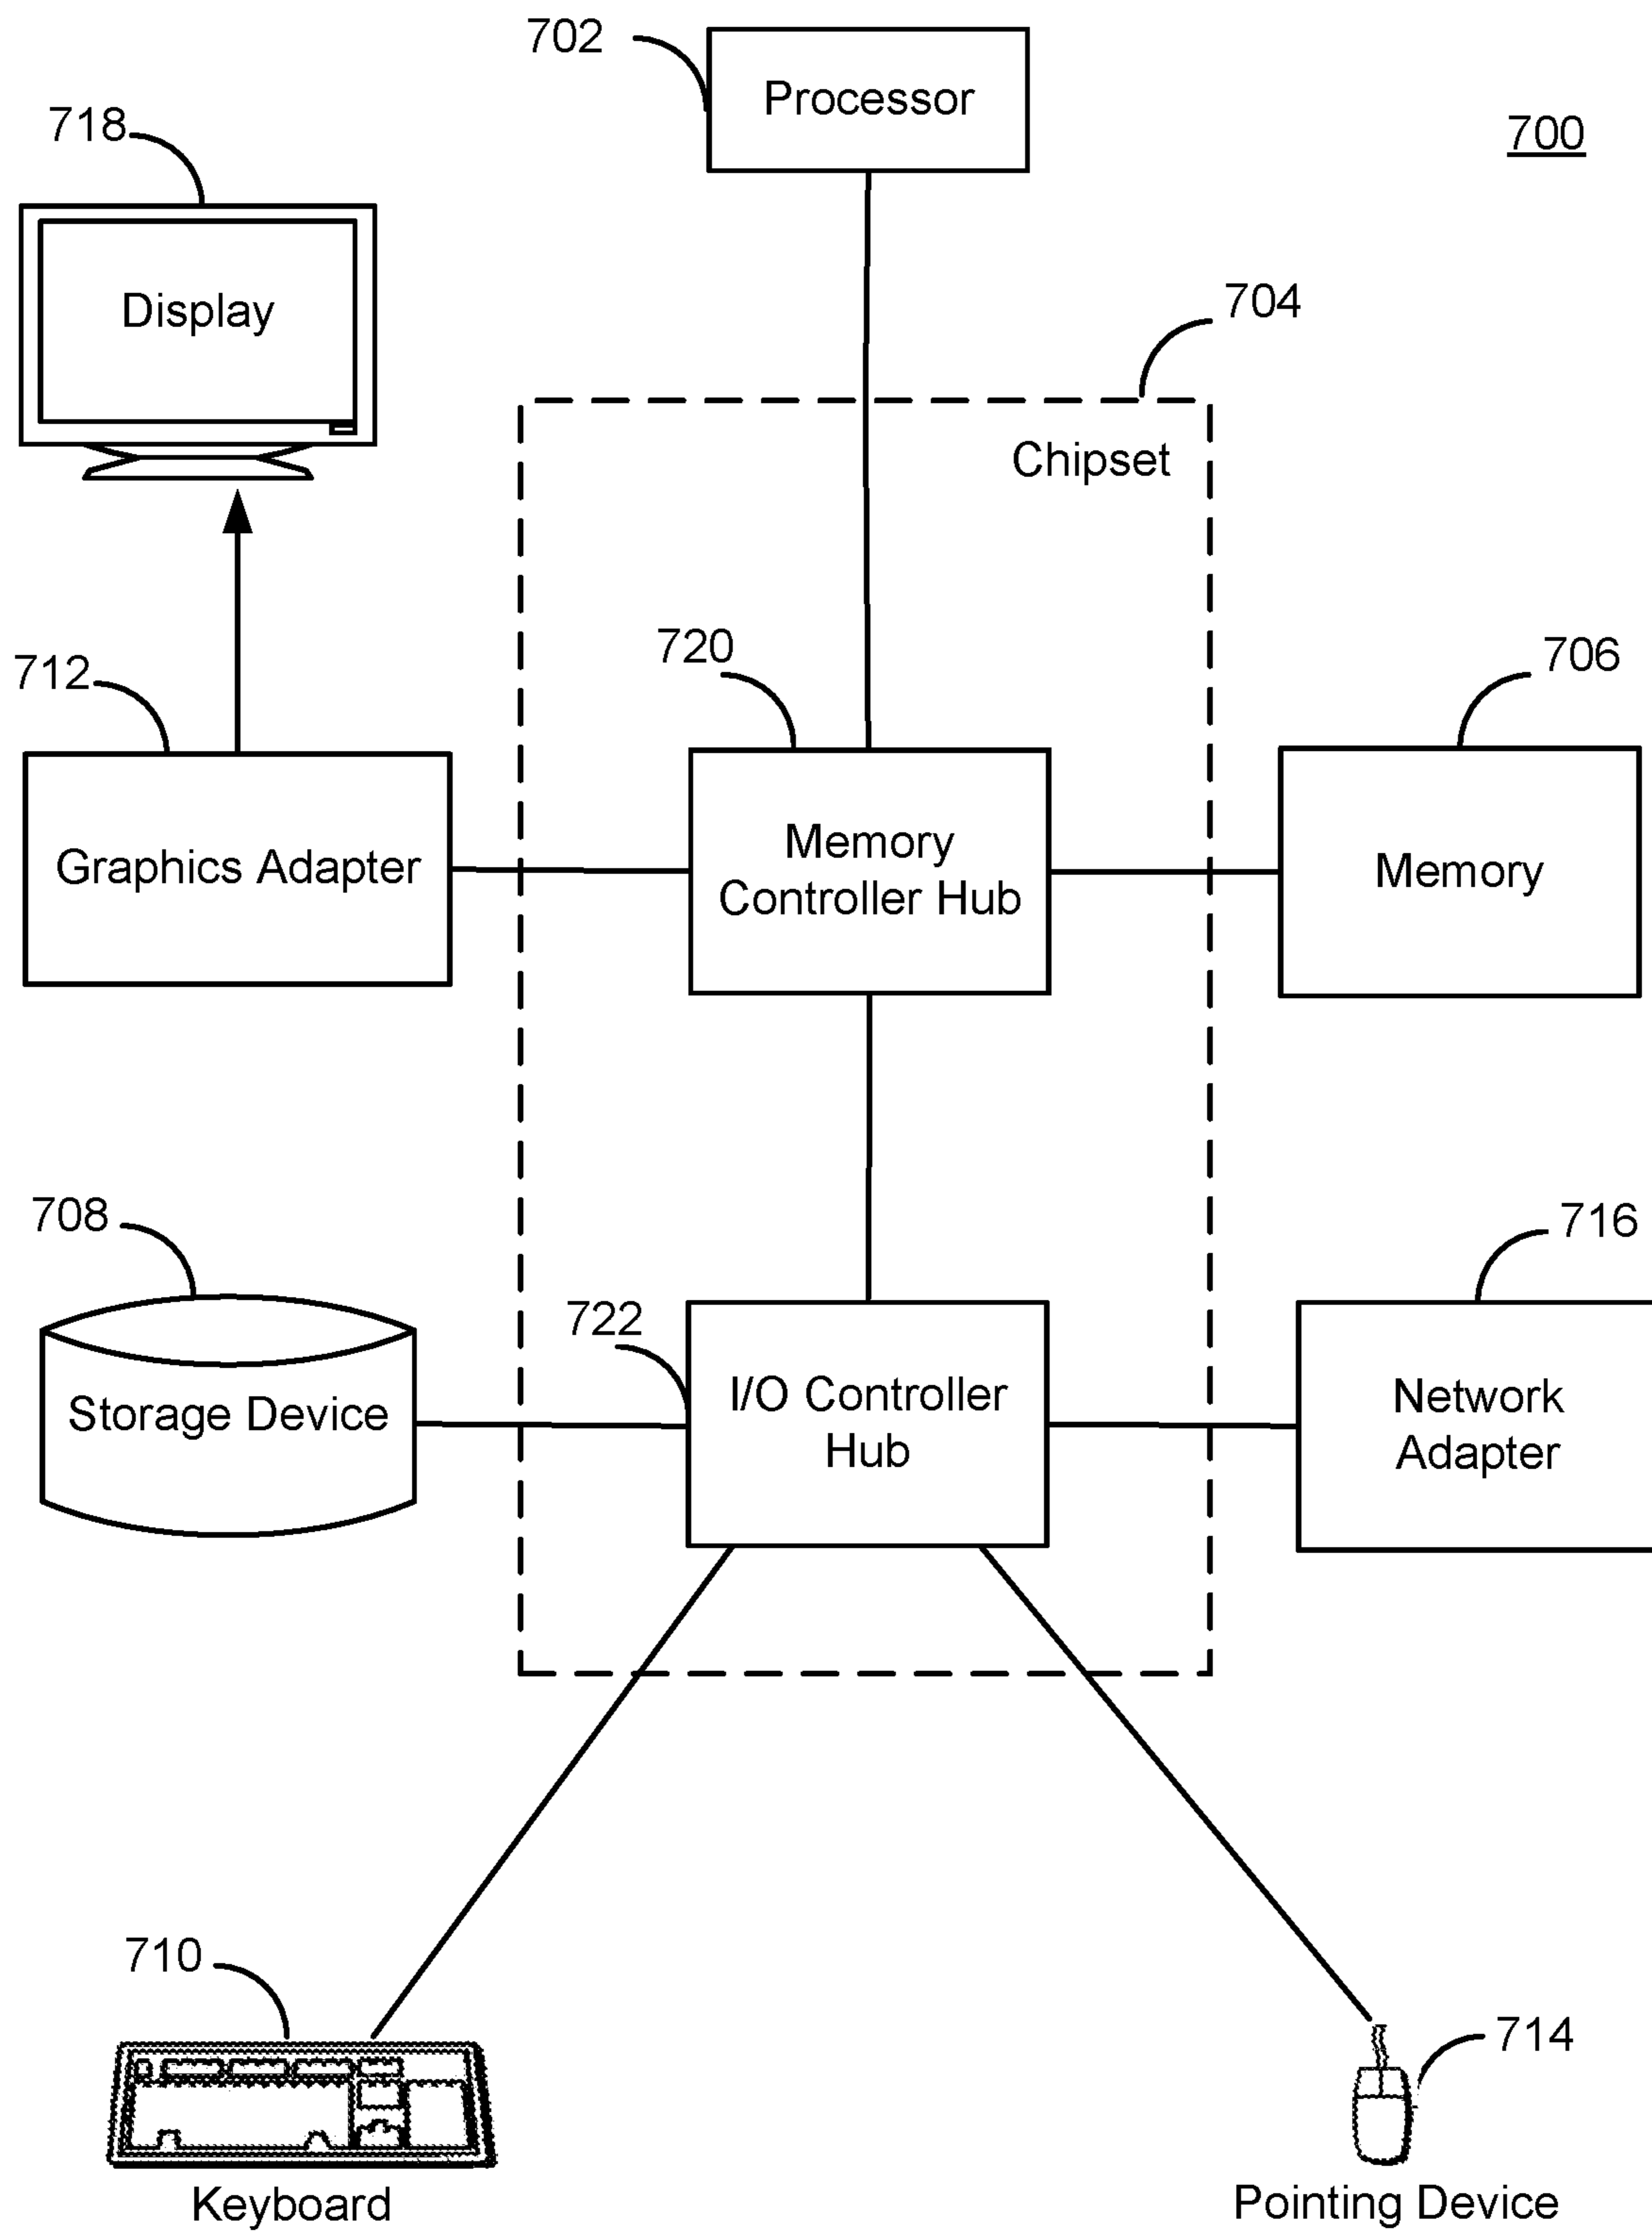 702
Processor
700
718
Display
704
Chipset
712
720
706
Graphics Adapter
Memory
Controller Hub
Memory
708
722
716
Storage Device
I/O Controller
Hub
Network
Adapter
710
714
Keyboard
Pointing Device